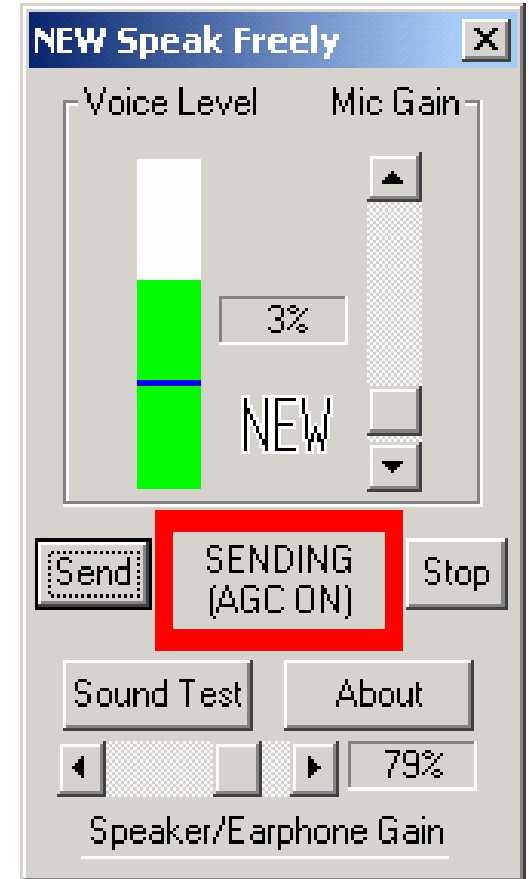 NEW Speak Freely
Voice Level Mic Gain
3%
NEW
Send
SENDING
(AGC ON)
Stop
Sound Test
About
79%
Speaker/Earphone Gain